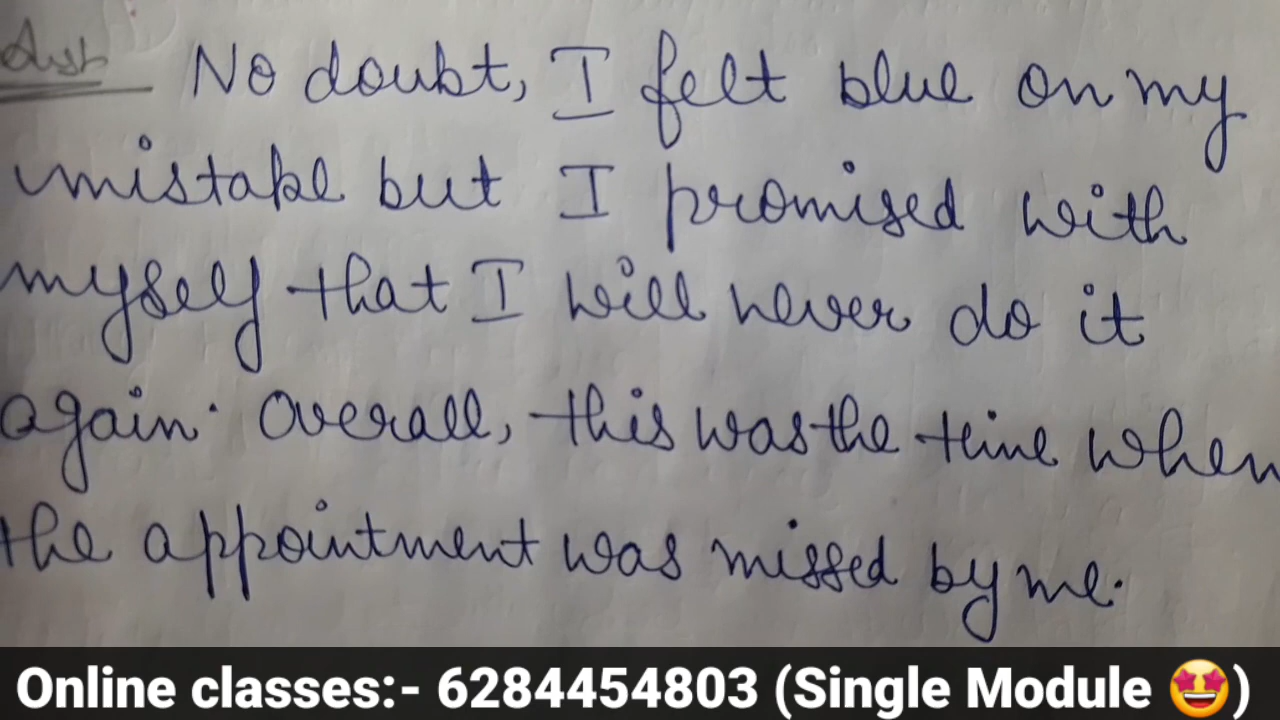 Ans No doubt, I felt blue on my
mistake but I promised with
myself that I will never do it
again. Overall, this was the time when
the appointment was missed by me.
Online classes:- 6284454803 (Single Module 🤩)